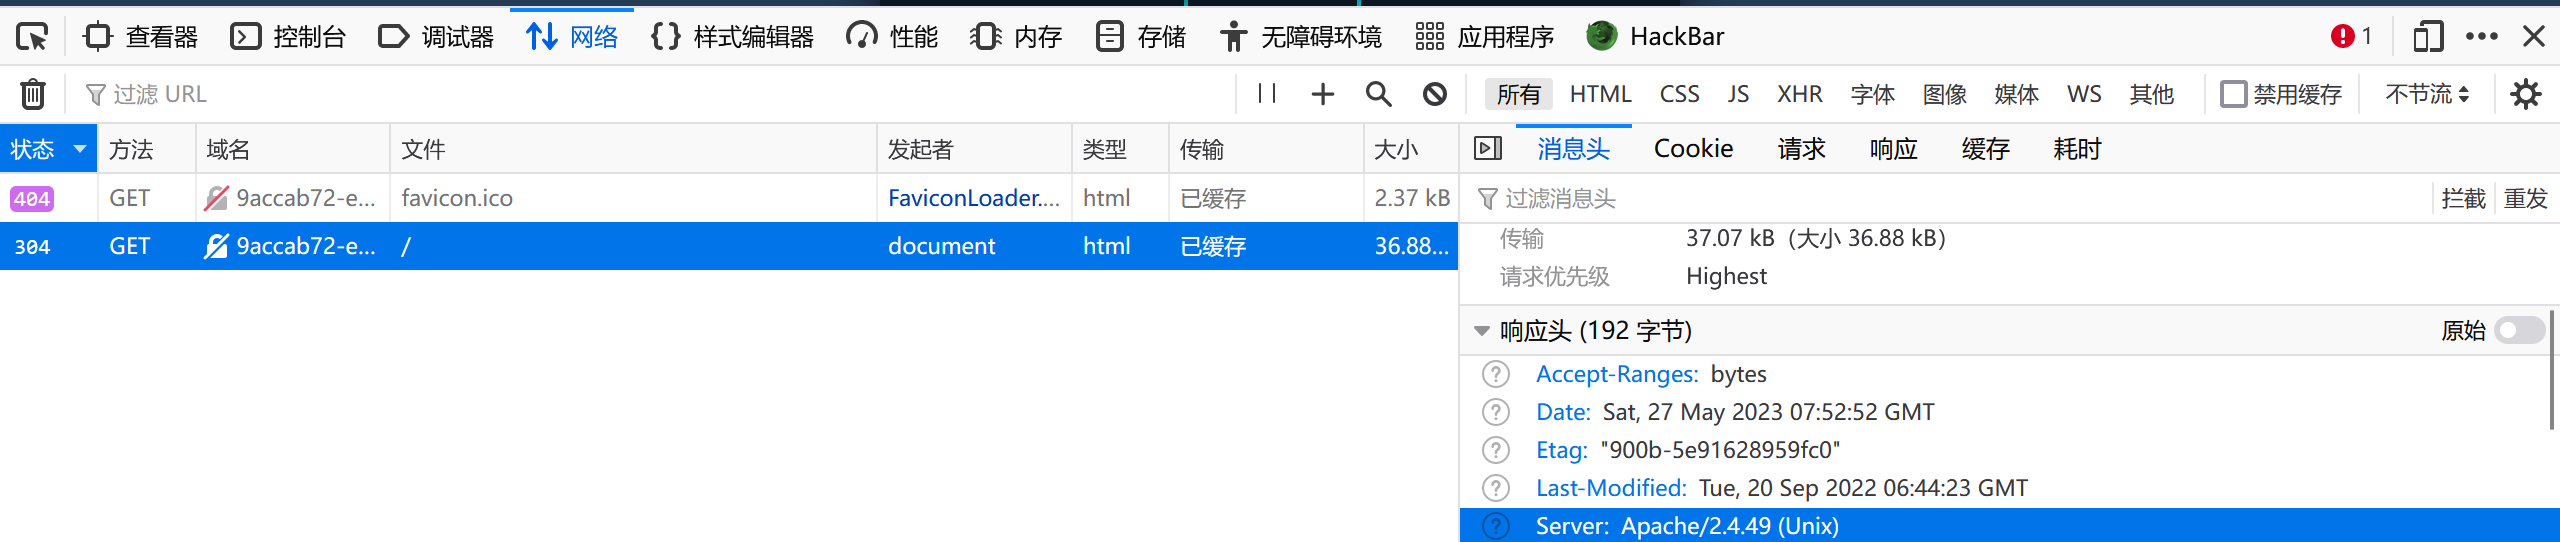 查看器 控制台 调试器 网络 样式编辑器 性能 内存 存储 无障碍环境 应用程序 HackBar 1
过滤 URL 所有 HTML CSS JS XHR 字体 图像 媒体 WS 其他 禁用缓存 不节流
状态 方法 域名 文件 发起者 类型 传输 大小
404 GET 9accab72-e... favicon.ico FaviconLoader.... html 已缓存 2.37 kB
304 GET 9accab72-e... / document html 已缓存 36.88...
消息头 Cookie 请求 响应 缓存 耗时
过滤消息头 拦截 重发
传输 37.07 kB（大小 36.88 kB）
请求优先级 Highest
响应头 (192 字节) 原始
Accept-Ranges: bytes
Date: Sat, 27 May 2023 07:52:52 GMT
Etag: "900b-5e91628959fc0"
Last-Modified: Tue, 20 Sep 2022 06:44:23 GMT
Server: Apache/2.4.49 (Unix)